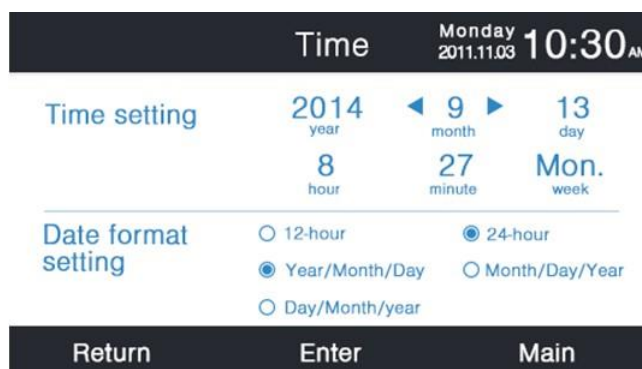 Time
Monday
2011.11.03
10:30 AM
Time setting
2014
year
◀ 9 ▶
month
13
day
8
hour
27
minute
Mon.
week
Date format
setting
12-hour
24-hour
Year/Month/Day
Month/Day/Year
Day/Month/year
Return
Enter
Main